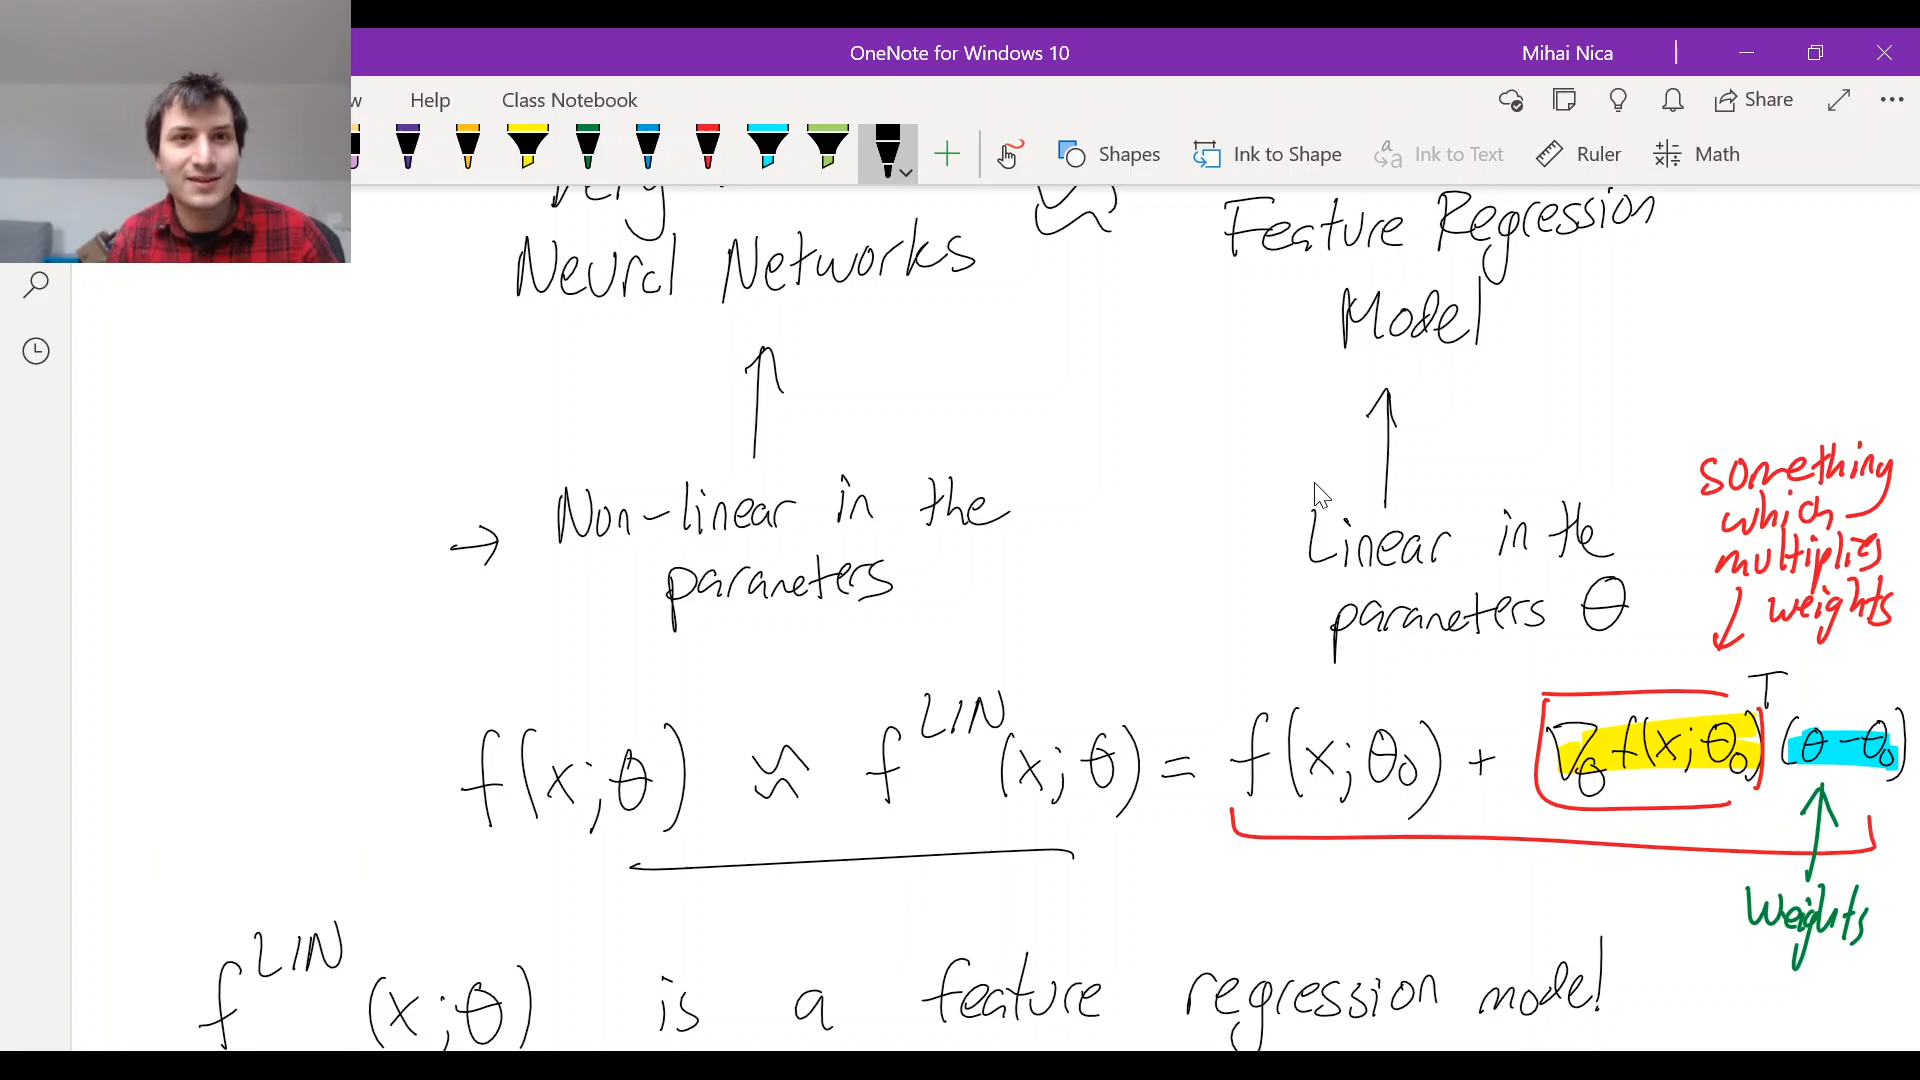 OneNote for Windows 10
Mihai Nica
w Help Class Notebook
Share
Shapes Ink to Shape Ink to Text Ruler Math
Very
Neural Networks ≈ Feature Regression
Model
→ Non-linear in the
parameters
Linear in the
parameters θ
something
which
multiplies
weights
f(x;θ) ≈ f^LIN(x;θ) = f(x;θ₀) + ∇_θ f(x;θ₀)^T (θ-θ₀)
Weights
f^LIN(x;θ) is a feature regression model